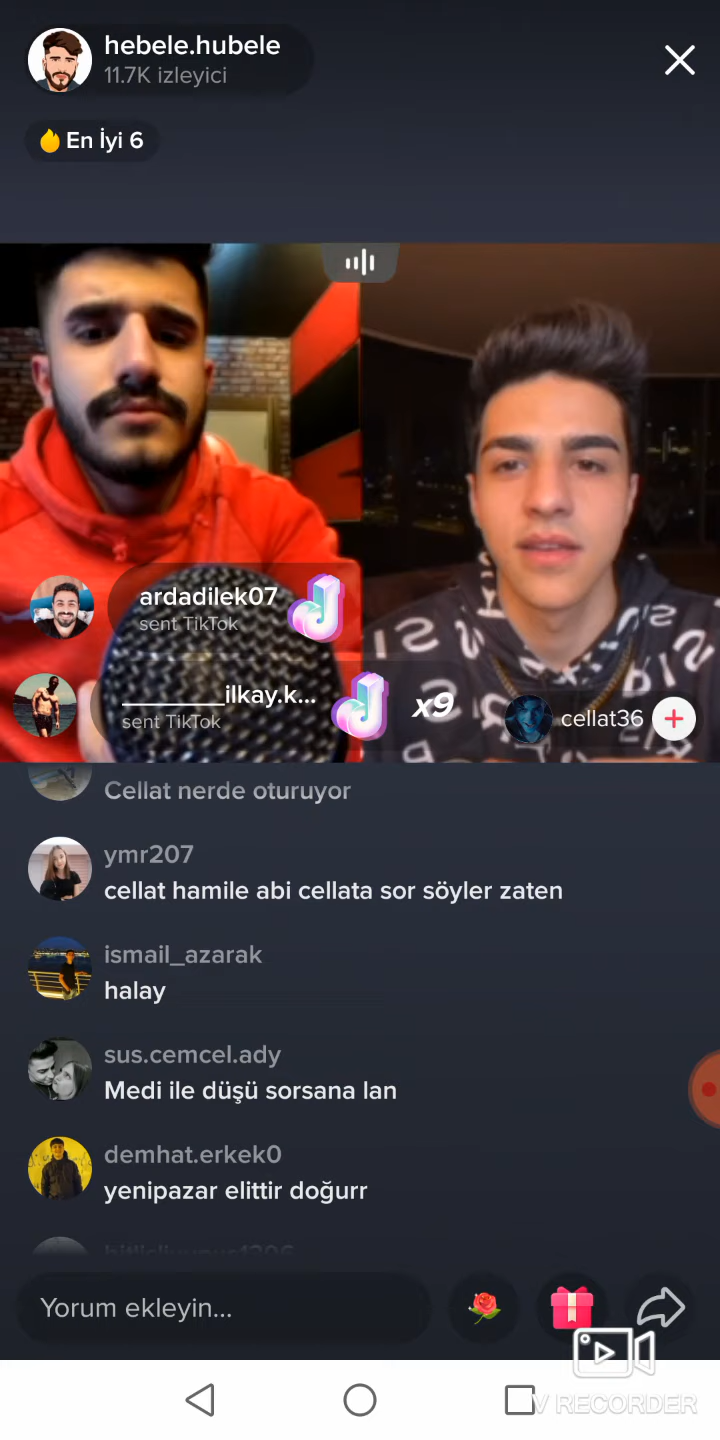 hebele.hubele
11.7K izleyici
En İyi 6
ardadilek07
sent TikTok
________ilkay.k...
sent TikTok
x9
cellat36
Cellat nerde oturuyor
ymr207
cellat hamile abi cellata sor söyler zaten
ismail_azarak
halay
sus.cemcel.ady
Medi ile düşü sorsana lan
demhat.erkek0
yenipazar elittir doğurr
Yorum ekleyin...
V RECORDER